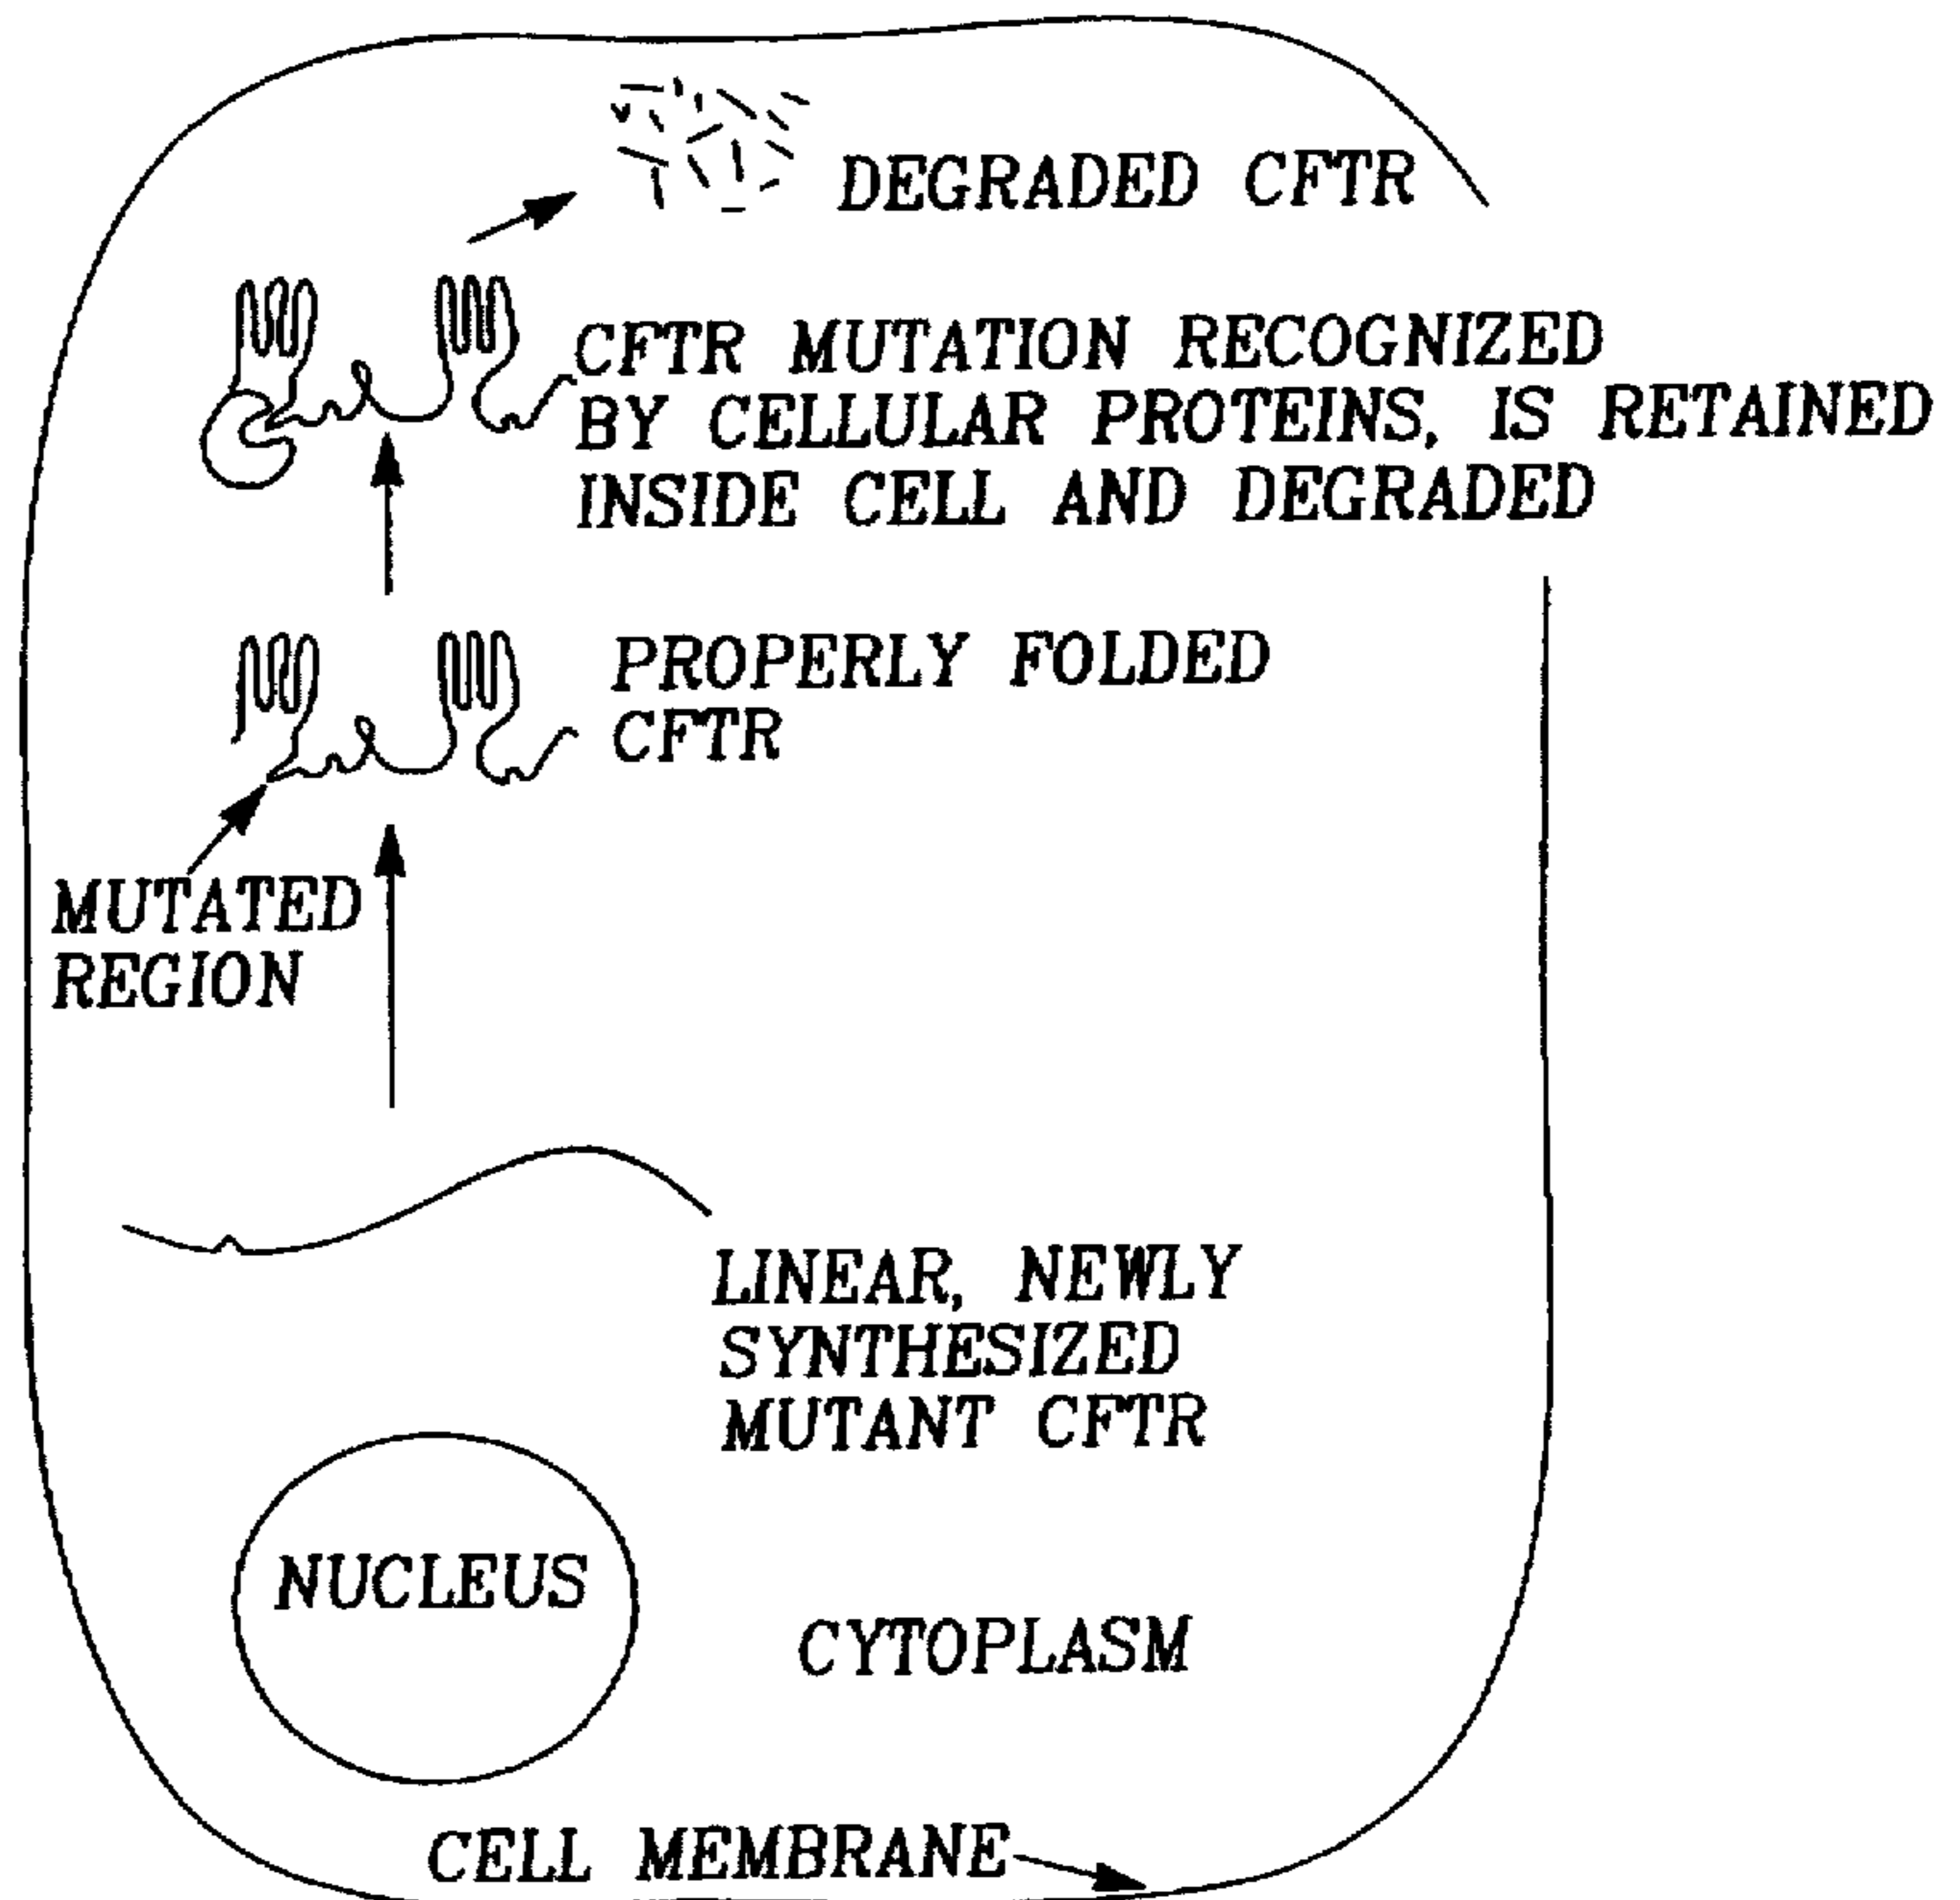 DEGRADED CFTR
CFTR MUTATION RECOGNIZED
BY CELLULAR PROTEINS, IS RETAINED
INSIDE CELL AND DEGRADED
PROPERLY FOLDED
CFTR
MUTATED
REGION
LINEAR, NEWLY
SYNTHESIZED
MUTANT CFTR
NUCLEUS
CYTOPLASM
CELL MEMBRANE